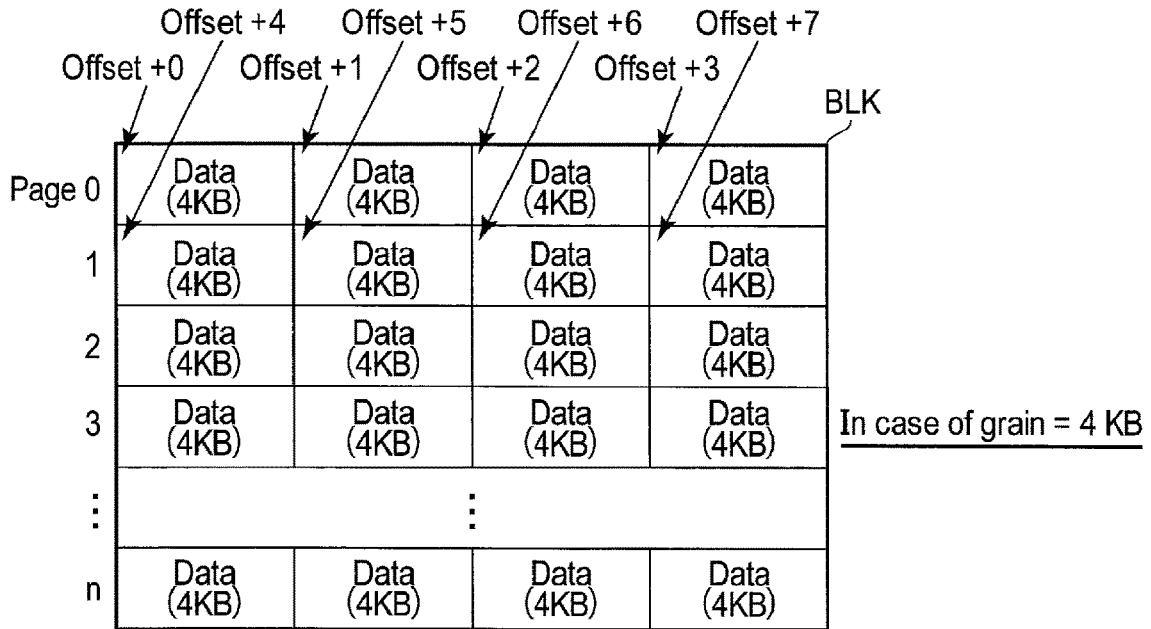 Offset +4 Offset +5 Offset +6 Offset +7
Offset +0 Offset +1 Offset +2 Offset +3
BLK
Page 0 Data (4KB) Data (4KB) Data (4KB) Data (4KB)
1 Data (4KB) Data (4KB) Data (4KB) Data (4KB)
2 Data (4KB) Data (4KB) Data (4KB) Data (4KB)
3 Data (4KB) Data (4KB) Data (4KB) Data (4KB)
In case of grain = 4 KB
⋮ ⋮
n Data (4KB) Data (4KB) Data (4KB) Data (4KB)